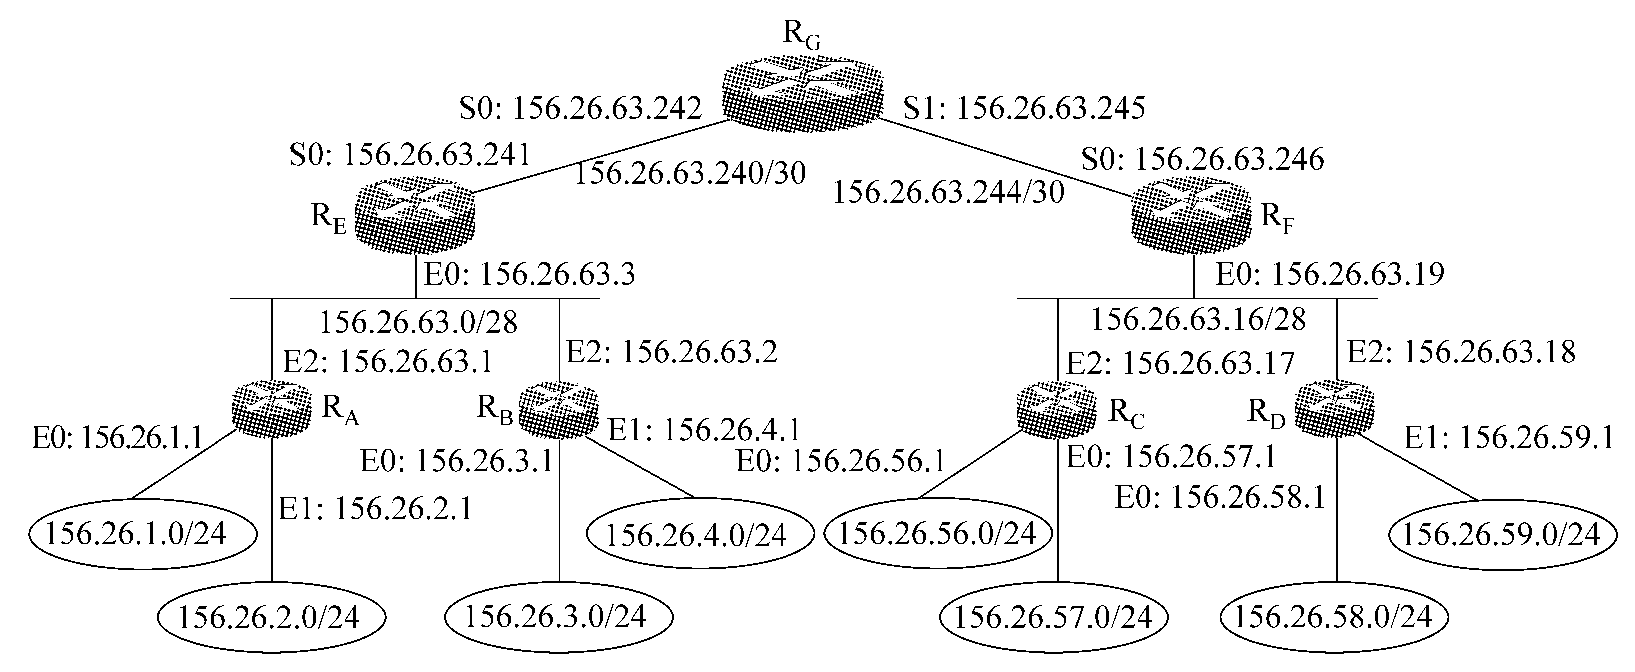 R_G
S0: 156.26.63.242
S1: 156.26.63.245
S0: 156.26.63.241
S0: 156.26.63.246
156.26.63.240/30
156.26.63.244/30
R_E
R_F
E0: 156.26.63.3
E0: 156.26.63.19
156.26.63.0/28
156.26.63.16/28
E2: 156.26.63.1
E2: 156.26.63.2
E2: 156.26.63.17
E2: 156.26.63.18
R_A
R_B
R_C
R_D
E0: 156.26.1.1
E1: 156.26.4.1
E1: 156.26.59.1
E0: 156.26.3.1
E0: 156.26.56.1
E0: 156.26.57.1
E1: 156.26.2.1
E0: 156.26.58.1
156.26.1.0/24
156.26.4.0/24
156.26.56.0/24
156.26.59.0/24
156.26.2.0/24
156.26.3.0/24
156.26.57.0/24
156.26.58.0/24